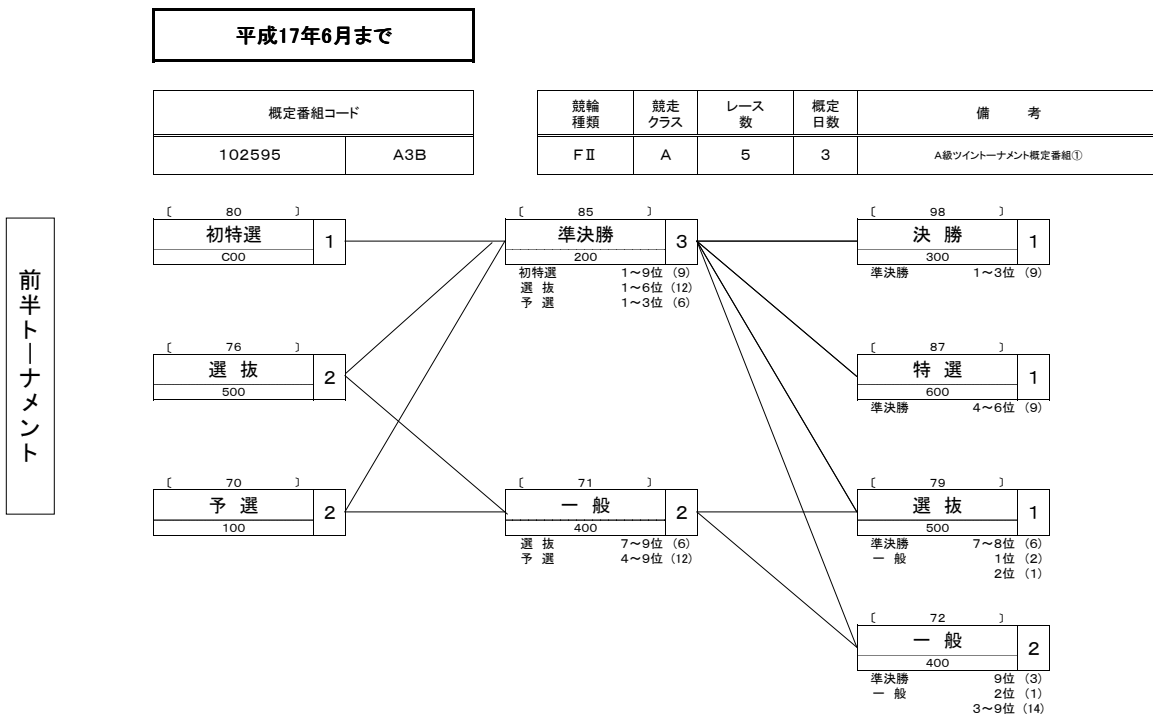 平成17年6月まで
概定番組コード
102595 A3B
競輪種類 競走クラス レース数 概定日数 備 考
FⅡ A 5 3 A級ツイントーナメント概定番組①
前半トーナメント
〔 80 〕
初特選 1
C00
〔 85 〕
準決勝 3
200
初特選 1~9位 (9)
選 抜 1~6位 (12)
予 選 1~3位 (6)
〔 98 〕
決 勝 1
300
準決勝 1~3位 (9)
〔 76 〕
選 抜 2
500
〔 87 〕
特 選 1
600
準決勝 4~6位 (9)
〔 70 〕
予 選 2
100
〔 71 〕
一 般 2
400
選 抜 7~9位 (6)
予 選 4~9位 (12)
〔 79 〕
選 抜 1
500
準決勝 7~8位 (6)
一 般 1位 (2)
2位 (1)
〔 72 〕
一 般 2
400
準決勝 9位 (3)
一 般 2位 (1)
3~9位 (14)